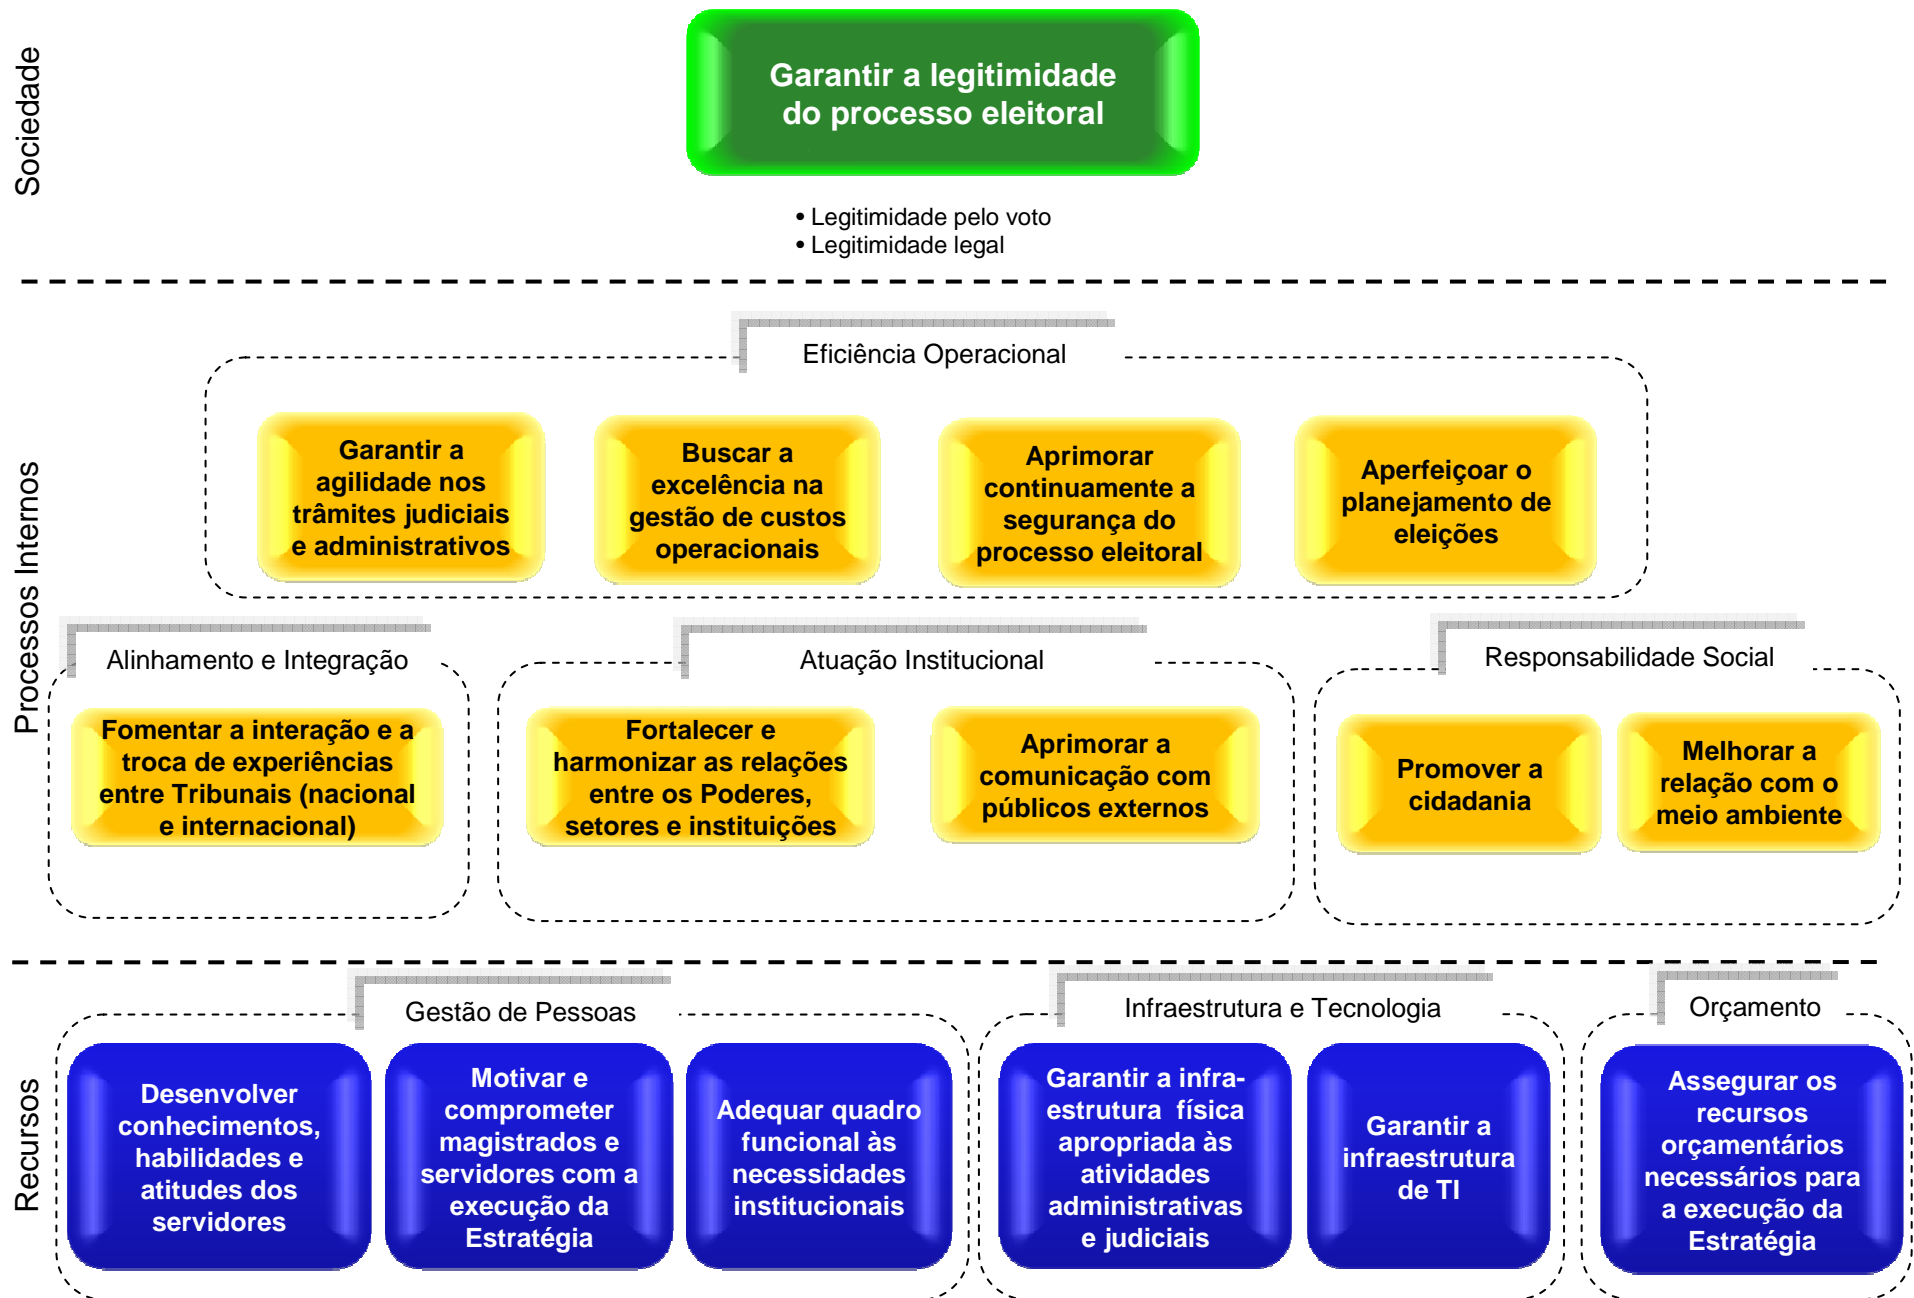 Sociedade
Garantir a legitimidade
do processo eleitoral
• Legitimidade pelo voto
• Legitimidade legal
Processos Internos
Eficiência Operacional
Garantir a
agilidade nos
trâmites judiciais
e administrativos
Buscar a
excelência na
gestão de custos
operacionais
Aprimorar
continuamente a
segurança do
processo eleitoral
Aperfeiçoar o
planejamento de
eleições
Alinhamento e Integração
Fomentar a interação e a
troca de experiências
entre Tribunais (nacional
e internacional)
Atuação Institucional
Fortalecer e
harmonizar as relações
entre os Poderes,
setores e instituições
Aprimorar a
comunicação com
públicos externos
Responsabilidade Social
Promover a
cidadania
Melhorar a
relação com o
meio ambiente
Recursos
Gestão de Pessoas
Desenvolver
conhecimentos,
habilidades e
atitudes dos
servidores
Motivar e
comprometer
magistrados e
servidores com a
execução da
Estratégia
Adequar quadro
funcional às
necessidades
institucionais
Infraestrutura e Tecnologia
Garantir a infra-
estrutura física
apropriada às
atividades
administrativas
e judiciais
Garantir a
infraestrutura
de TI
Orçamento
Assegurar os
recursos
orçamentários
necessários para
a execução da
Estratégia